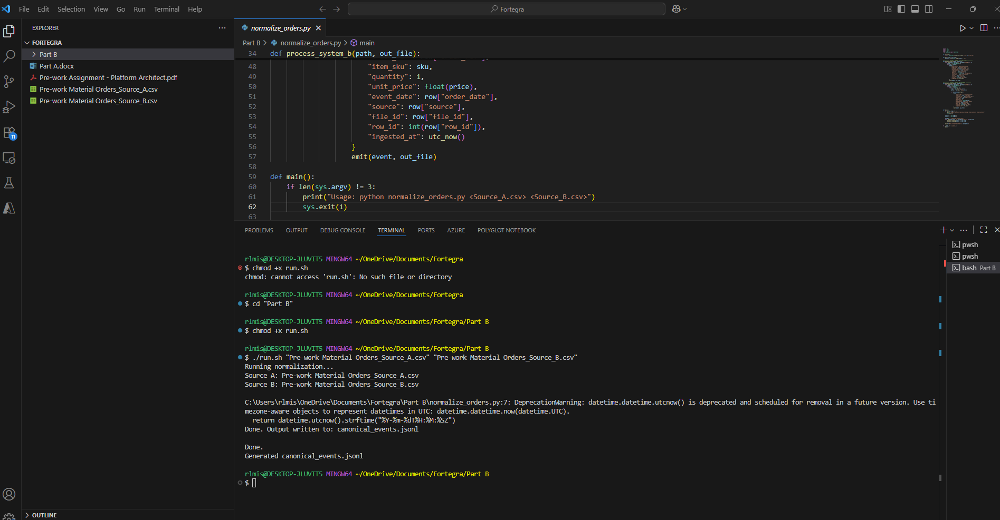 File Edit Selection View Go Run Terminal Help
Fortegra
EXPLORER
FORTEGRA
Part B
Part A.docx
Pre-work Assignment - Platform Architect.pdf
Pre-work Material Orders_Source_A.csv
Pre-work Material Orders_Source_B.csv
11
OUTLINE
normalize_orders.py
Part B > normalize_orders.py > main
34 def process_system_b(path, out_file):
48 "item_sku": sku,
49 "quantity": 1,
50 "unit_price": float(price),
51 "event_date": row["order_date"],
52 "source": row["source"],
53 "file_id": row["file_id"],
54 "row_id": int(row["row_id"]),
55 "ingested_at": utc_now()
56 }
57 emit(event, out_file)
58
59 def main():
60 if len(sys.argv) != 3:
61 print("Usage: python normalize_orders.py <Source_A.csv> <Source_B.csv>")
62 sys.exit(1)
63
PROBLEMS OUTPUT DEBUG CONSOLE TERMINAL PORTS AZURE POLYGLOT NOTEBOOK
rlmis@DESKTOP-JLUVIT5 MINGW64 ~/OneDrive/Documents/Fortegra
$ chmod +x run.sh
chmod: cannot access 'run.sh': No such file or directory
rlmis@DESKTOP-JLUVIT5 MINGW64 ~/OneDrive/Documents/Fortegra
$ cd "Part B"
rlmis@DESKTOP-JLUVIT5 MINGW64 ~/OneDrive/Documents/Fortegra/Part B
$ chmod +x run.sh
rlmis@DESKTOP-JLUVIT5 MINGW64 ~/OneDrive/Documents/Fortegra/Part B
$ ./run.sh "Pre-work Material Orders_Source_A.csv" "Pre-work Material Orders_Source_B.csv"
Running normalization...
Source A: Pre-work Material Orders_Source_A.csv
Source B: Pre-work Material Orders_Source_B.csv
C:\Users\rlmis\OneDrive\Documents\Fortegra\Part B\normalize_orders.py:7: DeprecationWarning: datetime.datetime.utcnow() is deprecated and scheduled for removal in a future version. Use ti
mezone-aware objects to represent datetimes in UTC: datetime.datetime.now(datetime.UTC).
return datetime.utcnow().strftime("%Y-%m-%dT%H:%M:%SZ")
Done. Output written to: canonical_events.jsonl
Done.
Generated canonical_events.jsonl
rlmis@DESKTOP-JLUVIT5 MINGW64 ~/OneDrive/Documents/Fortegra/Part B
$
pwsh
pwsh
bash Part B